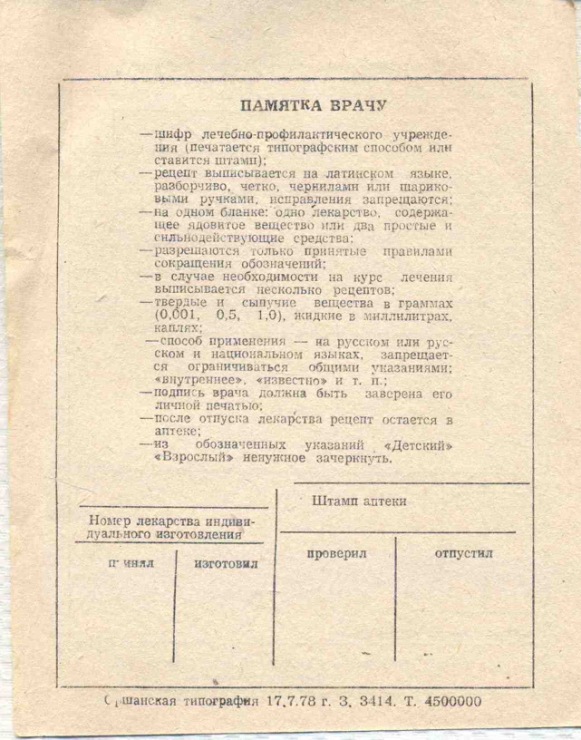 ПАМЯТКА ВРАЧУ
—шифр лечебно-профилактического учрежде-
ния (печатается типографским способом или
ставится штамп);
—рецепт выписывается на латинском языке,
разборчиво, четко, чернилами или шарико-
выми ручками, исправления запрещаются;
—на одном бланке: одно лекарство, содержа-
щее ядовитое вещество или два простые и
сильнодействующие средства;
—разрешаются только принятые правилами
сокращения обозначений;
—в случае необходимости на курс лечения
выписывается несколько рецептов;
—твердые и сыпучие вещества в граммах
(0,001, 0,5, 1,0), жидкие в миллилитрах,
каплях;
—способ применения — на русском или рус-
ском и национальном языках, запрещает-
ся ограничиваться общими указаниями;
«внутреннее», «известно» и т. п.;
—подпись врача должна быть заверена его
личной печатью;
—после отпуска лекарства рецепт остается в
аптеке;
—из обозначенных указаний «Детский»
«Взрослый» ненужное зачеркнуть.
Штамп аптеки
Номер лекарства индиви-
дуального изготовления
принял изготовил проверил отпустил
типография 17.7.78 г. З. 3414. Т. 4500000